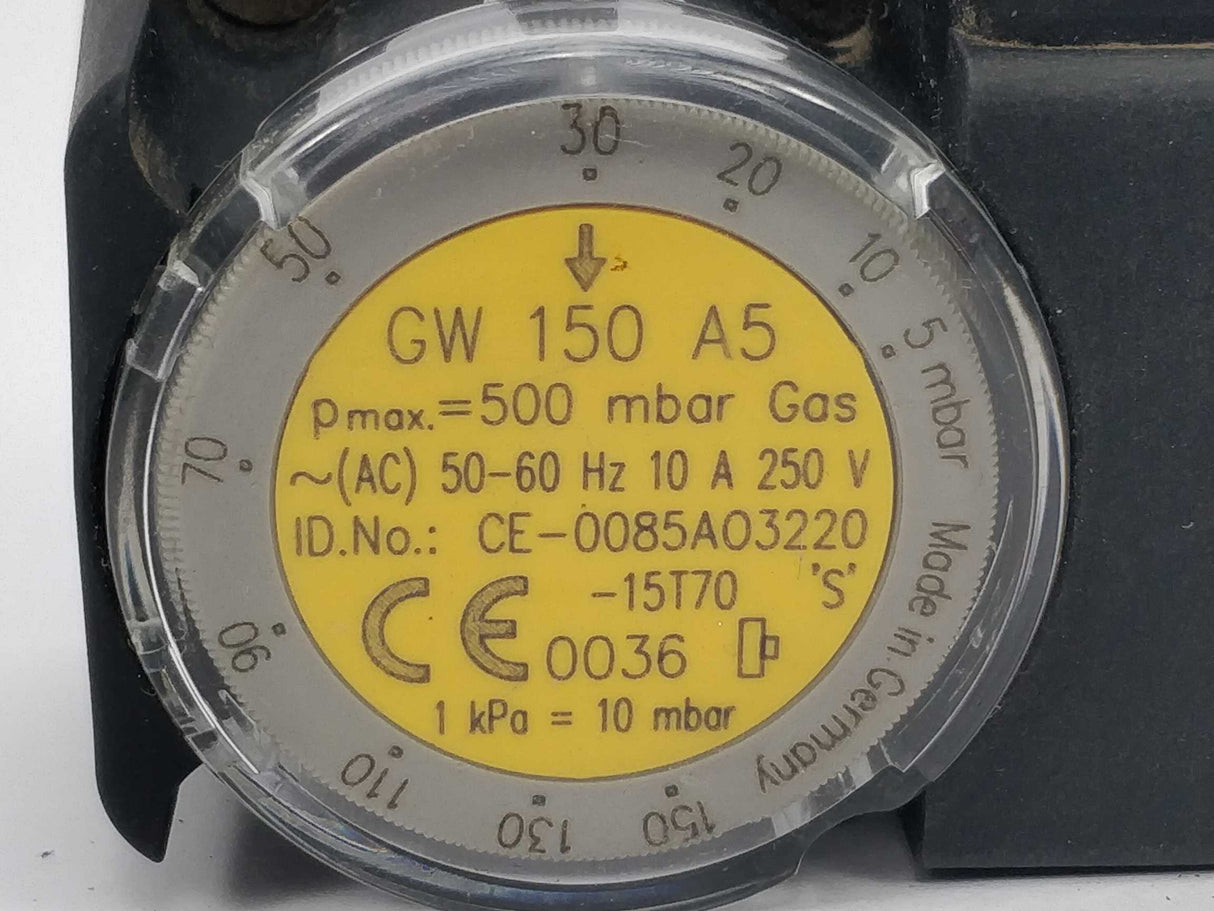 GW 150 A5
pmax.=500 mbar Gas
~(AC) 50-60 Hz 10 A 250 V
ID.No.: CE-0085AO3220
-15T70 "S"
CE 0036
1 kPa = 10 mbar
5 mbar
10
20
30
50
70
90
110
130
150
Made in Germany